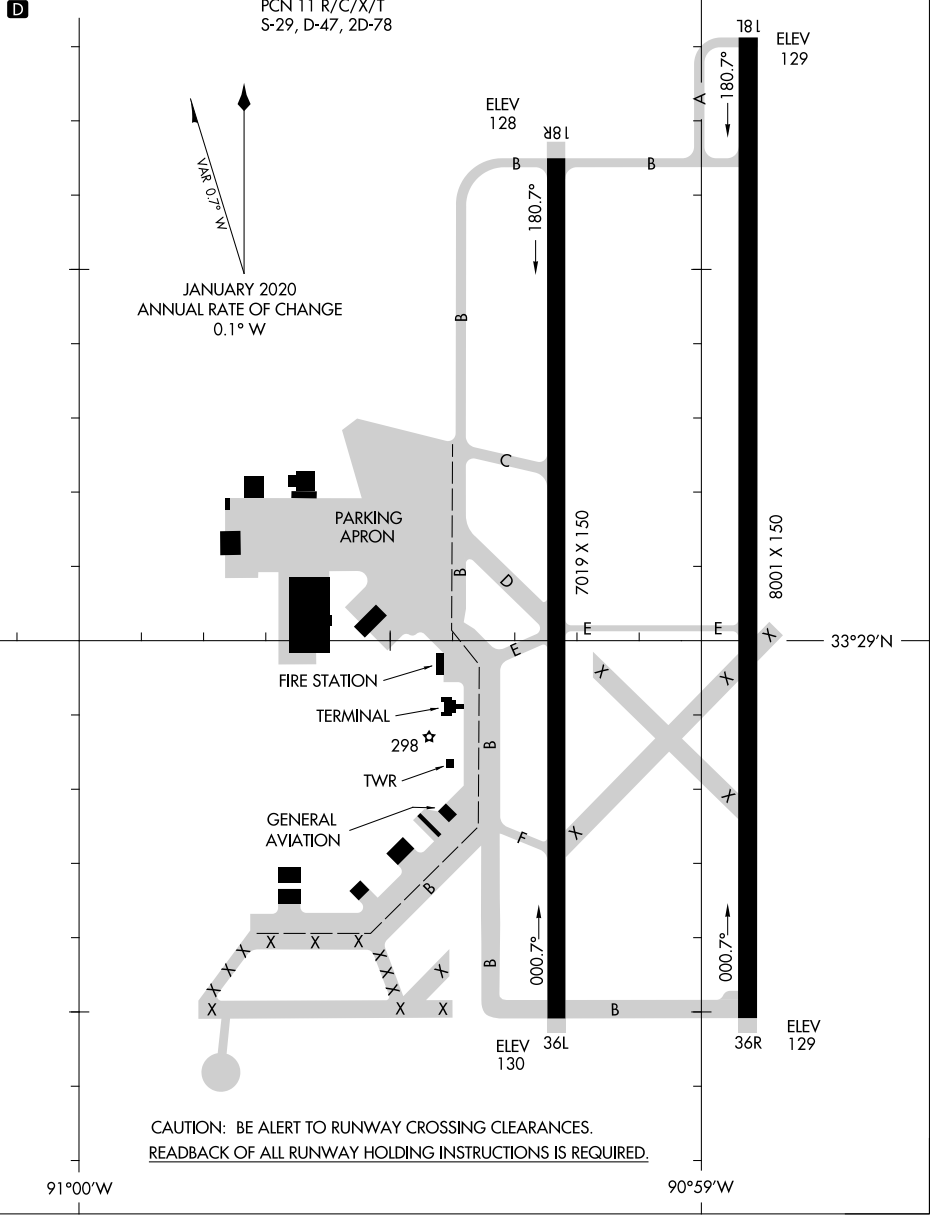 D
PCN 11 R/C/X/T
S-29, D-47, 2D-78
18L
ELEV
129
180.7°
A
ELEV
128
18R
B
B
VAR 0.7° W
180.7°
JANUARY 2020
ANNUAL RATE OF CHANGE
0.1° W
B
C
PARKING
APRON
7019 X 150
8001 X 150
B
D
E
E
X
E
33°29'N
FIRE STATION
X
X
TERMINAL
298
B
TWR
X
GENERAL
AVIATION
F
X
B
X
X
X
X
X
X
X
X
X
X
X
B
000.7°
000.7°
X
X
X
B
36L
36R
ELEV
130
ELEV
129
CAUTION: BE ALERT TO RUNWAY CROSSING CLEARANCES.
READBACK OF ALL RUNWAY HOLDING INSTRUCTIONS IS REQUIRED.
91°00'W
90°59'W